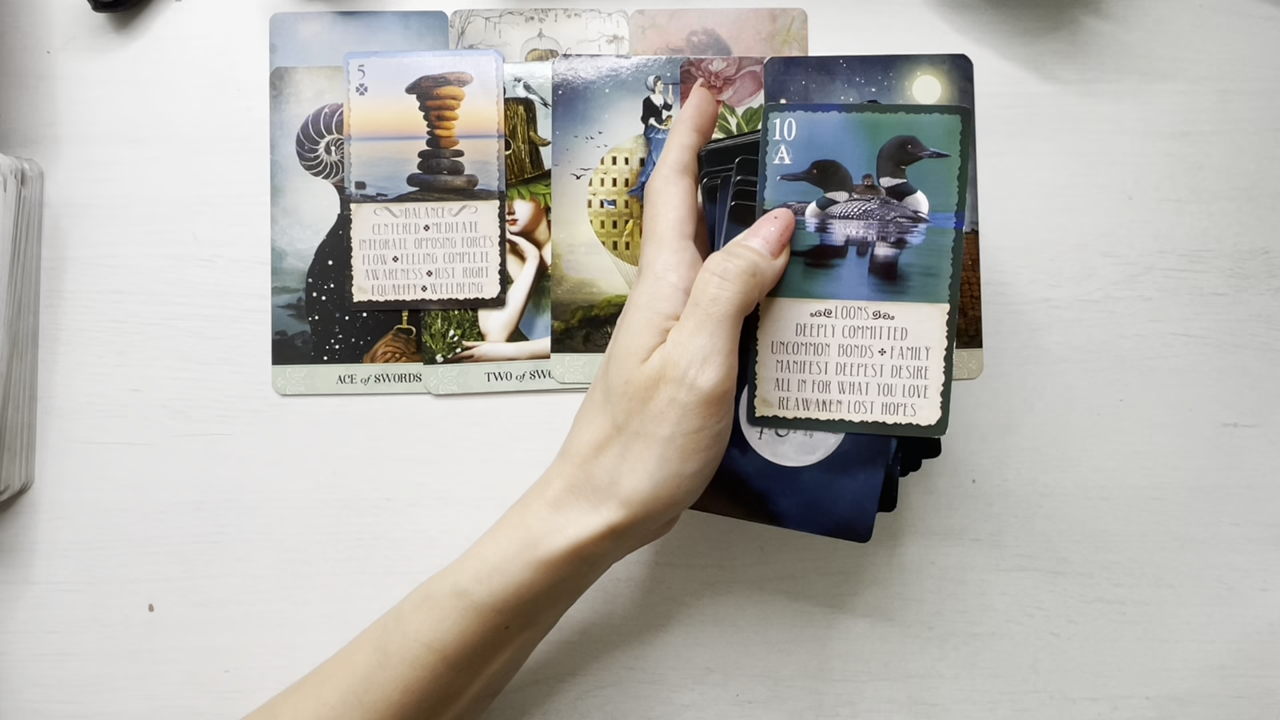 5
BALANCE
CENTERED ✤ MEDITATE
INTEGRATE OPPOSING FORCES
FLOW ✤ FEELING COMPLETE
AWARENESS ✤ JUST RIGHT
EQUALITY ✤ WELLBEING
ACE of SWORDS
TWO of SWO
10
A
LOONS
DEEPLY COMMITTED
UNCOMMON BONDS ✤ FAMILY
MANIFEST DEEPEST DESIRE
ALL IN FOR WHAT YOU LOVE
REAWAKEN LOST HOPES